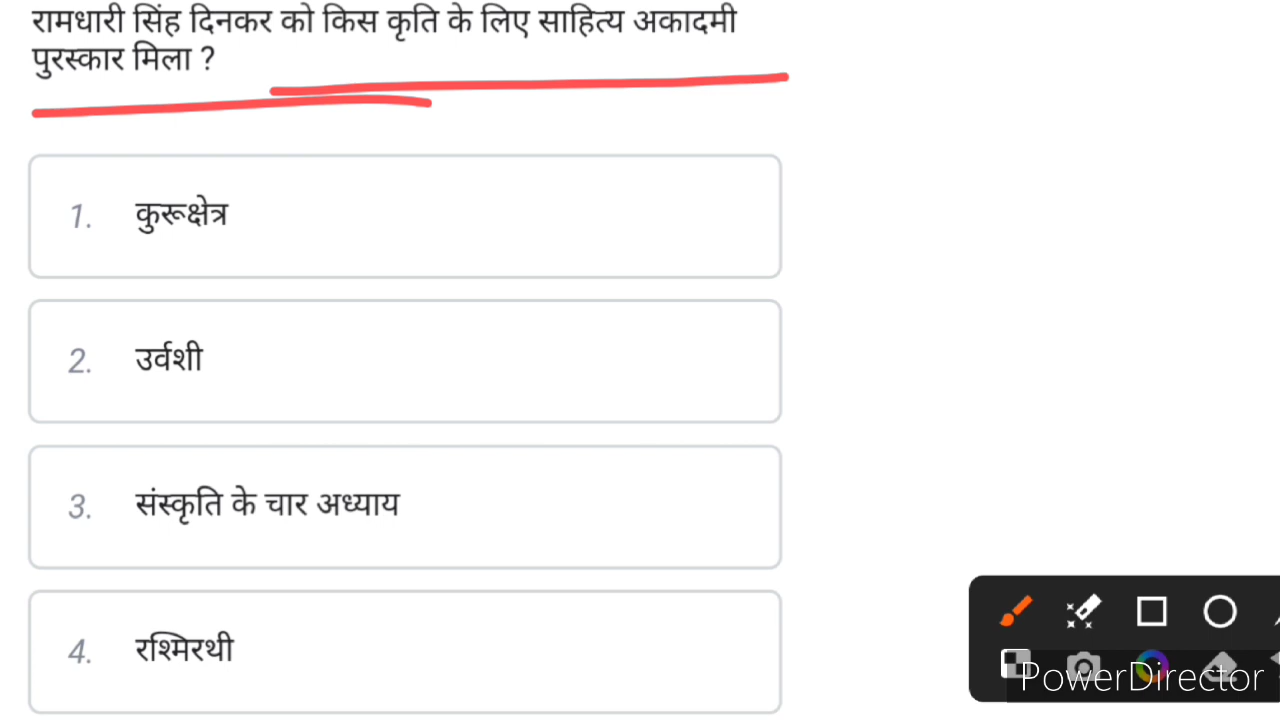 रामधारी सिंह दिनकर को किस कृति के लिए साहित्य अकादमी
पुरस्कार मिला ?
1. कुरूक्षेत्र
2. उर्वशी
3. संस्कृति के चार अध्याय
4. रश्मिरथी
PowerDirector